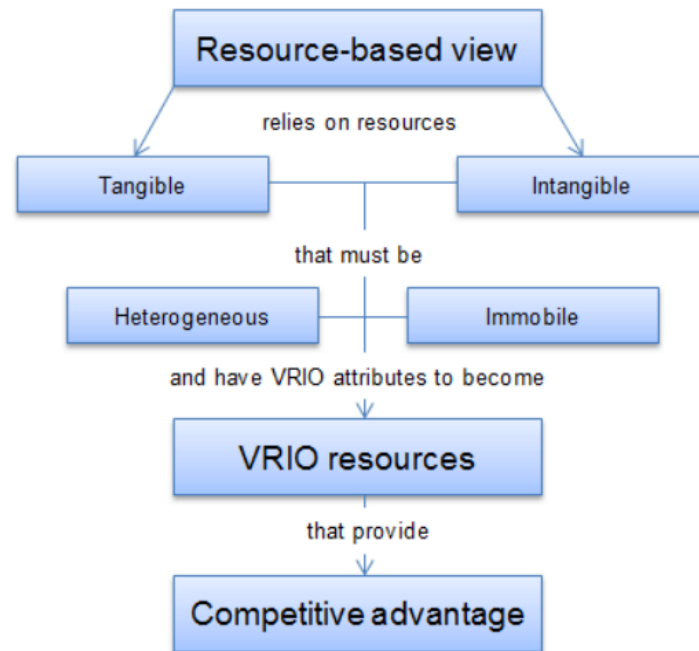 Resource-based view
relies on resources
Tangible
Intangible
that must be
Heterogeneous
Immobile
and have VRIO attributes to become
VRIO resources
that provide
Competitive advantage